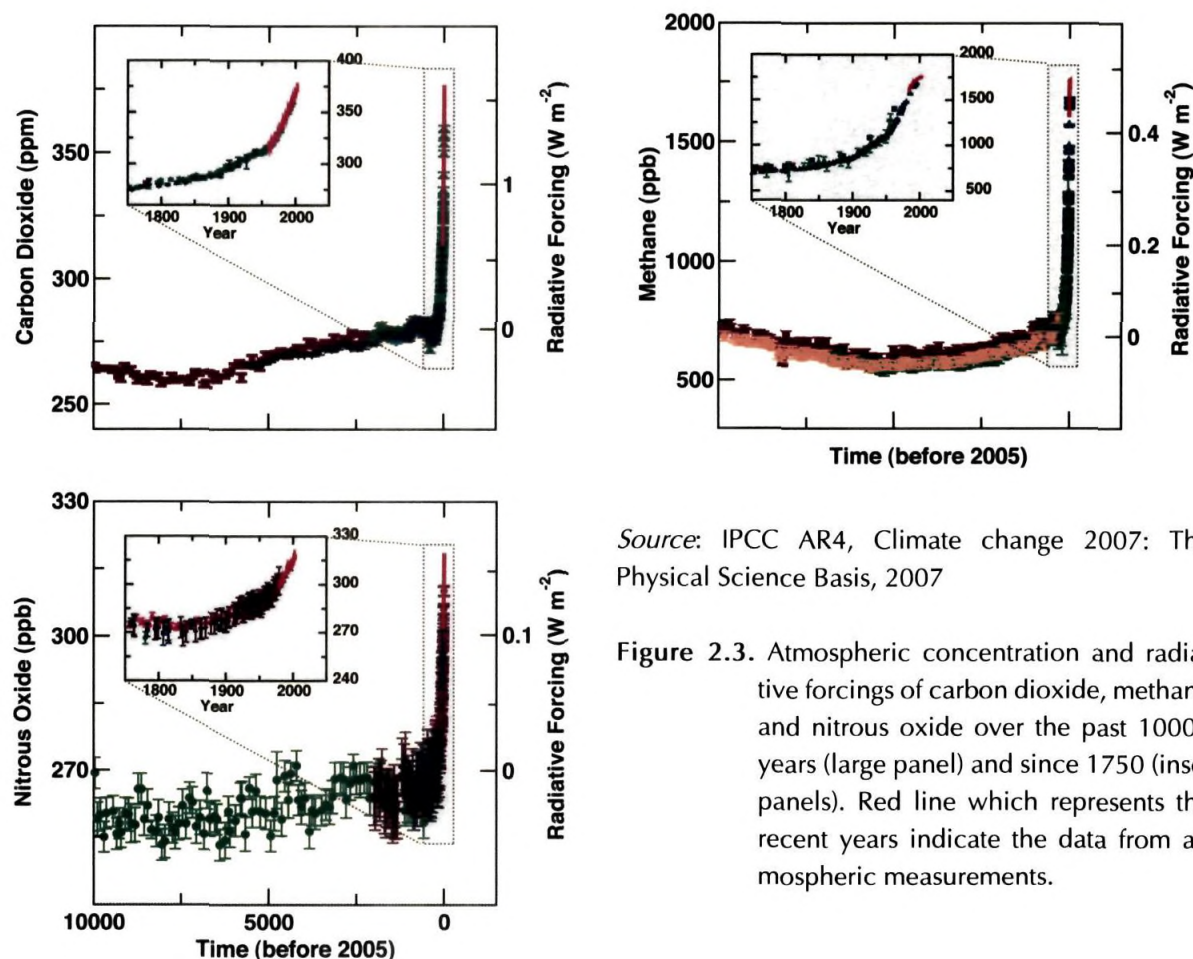 Carbon Dioxide (ppm)
350
300
250
400
350
300
1800 1900 2000
Year
1
0
Radiative Forcing (W m⁻²)
Methane (ppb)
2000
1500
1000
500
2000
1500
1000
500
1800 1900 2000
Year
0.4
0.2
0
Radiative Forcing (W m⁻²)
Time (before 2005)
Nitrous Oxide (ppb)
330
300
270
330
300
270
240
1800 1900 2000
Year
0.1
0
Radiative Forcing (W m⁻²)
10000 5000 0
Time (before 2005)
Source: IPCC AR4, Climate change 2007: Th
Physical Science Basis, 2007
Figure 2.3. Atmospheric concentration and radia
tive forcings of carbon dioxide, methan
and nitrous oxide over the past 1000
years (large panel) and since 1750 (inse
panels). Red line which represents th
recent years indicate the data from a
mospheric measurements.